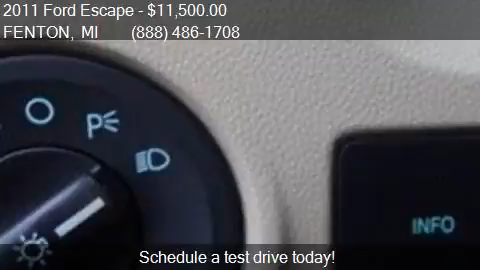 2011 Ford Escape - $11,500.00
FENTON, MI (888) 486-1708
INFO
Schedule a test drive today!